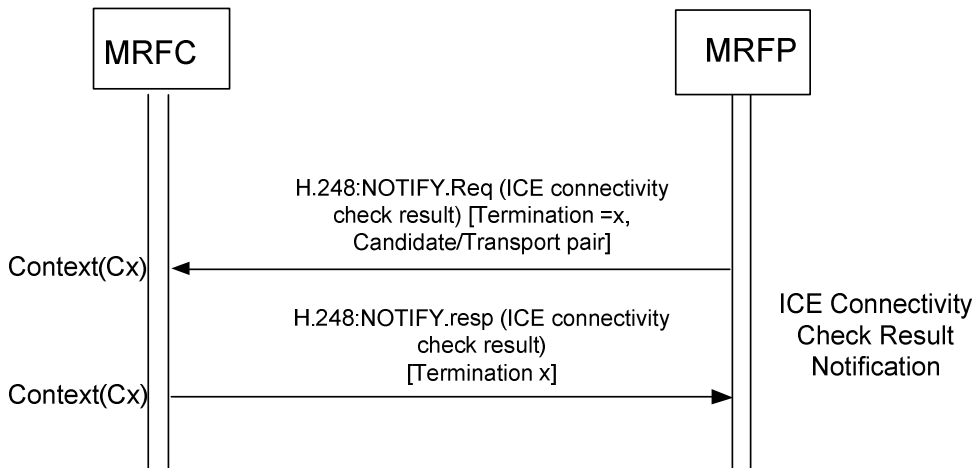 MRFC
MRFP
H.248:NOTIFY.Req (ICE connectivity
check result) [Termination =x,
Candidate/Transport pair]
Context(Cx)
H.248:NOTIFY.resp (ICE connectivity
check result)
[Termination x]
Context(Cx)
ICE Connectivity
Check Result
Notification